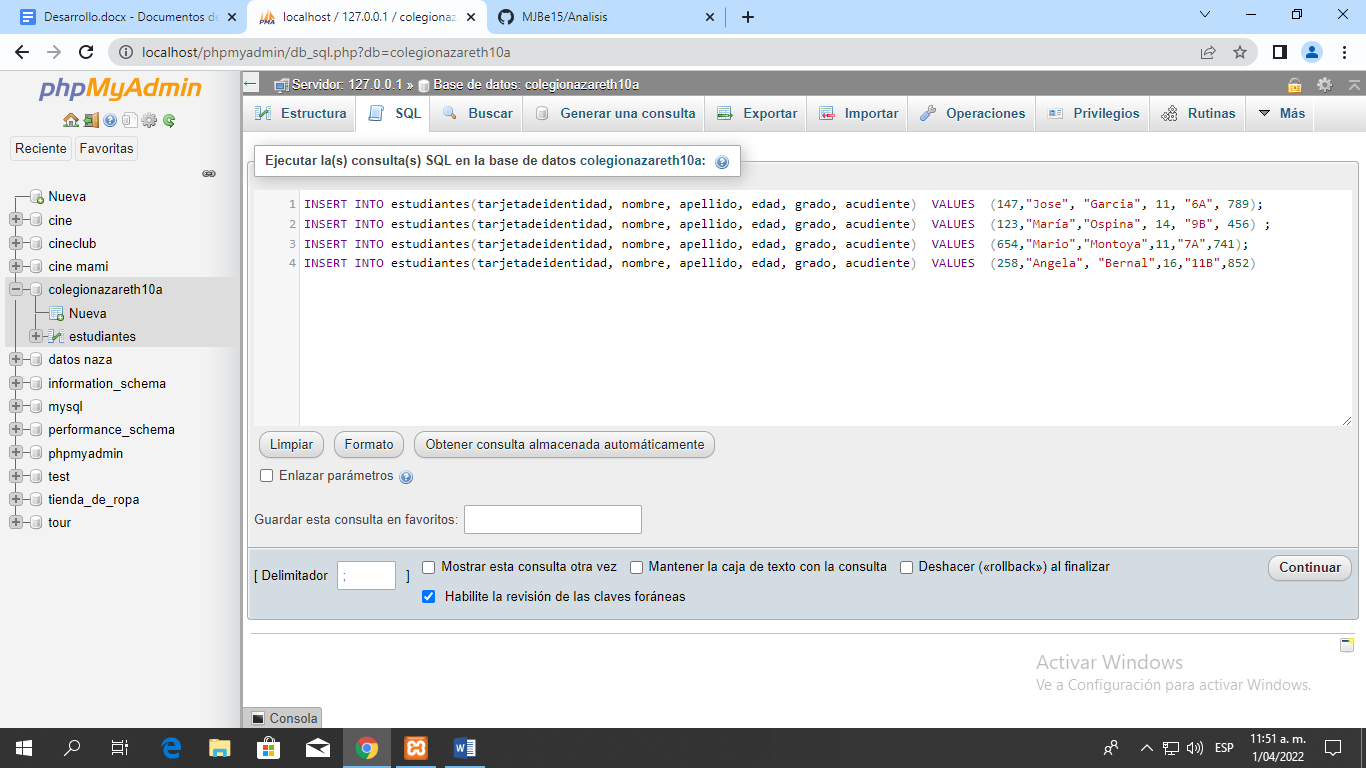 Desarrollo.docx - Documentos de
localhost / 127.0.0.1 / colegionaz
MJBe15/Analisis
localhost/phpmyadmin/db_sql.php?db=colegionazareth10a
phpMyAdmin
Reciente
Favoritas
Nueva
cine
cineclub
cine mami
colegionazareth10a
Nueva
estudiantes
datos naza
information_schema
mysql
performance_schema
phpmyadmin
test
tienda_de_ropa
tour
Servidor: 127.0.0.1 » Base de datos: colegionazareth10a
Estructura
SQL
Buscar
Generar una consulta
Exportar
Importar
Operaciones
Privilegios
Rutinas
Más
Ejecutar la(s) consulta(s) SQL en la base de datos colegionazareth10a:
1 INSERT INTO estudiantes(tarjetadeidentidad, nombre, apellido, edad, grado, acudiente) VALUES (147,"Jose", "Garcia", 11, "6A", 789);
2 INSERT INTO estudiantes(tarjetadeidentidad, nombre, apellido, edad, grado, acudiente) VALUES (123,"María","Ospina", 14, "9B", 456) ;
3 INSERT INTO estudiantes(tarjetadeidentidad, nombre, apellido, edad, grado, acudiente) VALUES (654,"Mario","Montoya",11,"7A",741);
4 INSERT INTO estudiantes(tarjetadeidentidad, nombre, apellido, edad, grado, acudiente) VALUES (258,"Angela", "Bernal",16,"11B",852)
Limpiar
Formato
Obtener consulta almacenada automáticamente
Enlazar parámetros
Guardar esta consulta en favoritos:
[ Delimitador ; ]
Mostrar esta consulta otra vez
Mantener la caja de texto con la consulta
Deshacer («rollback») al finalizar
Continuar
Habilite la revisión de las claves foráneas
Activar Windows
Ve a Configuración para activar Windows.
Consola
ESP
11:51 a. m.
1/04/2022